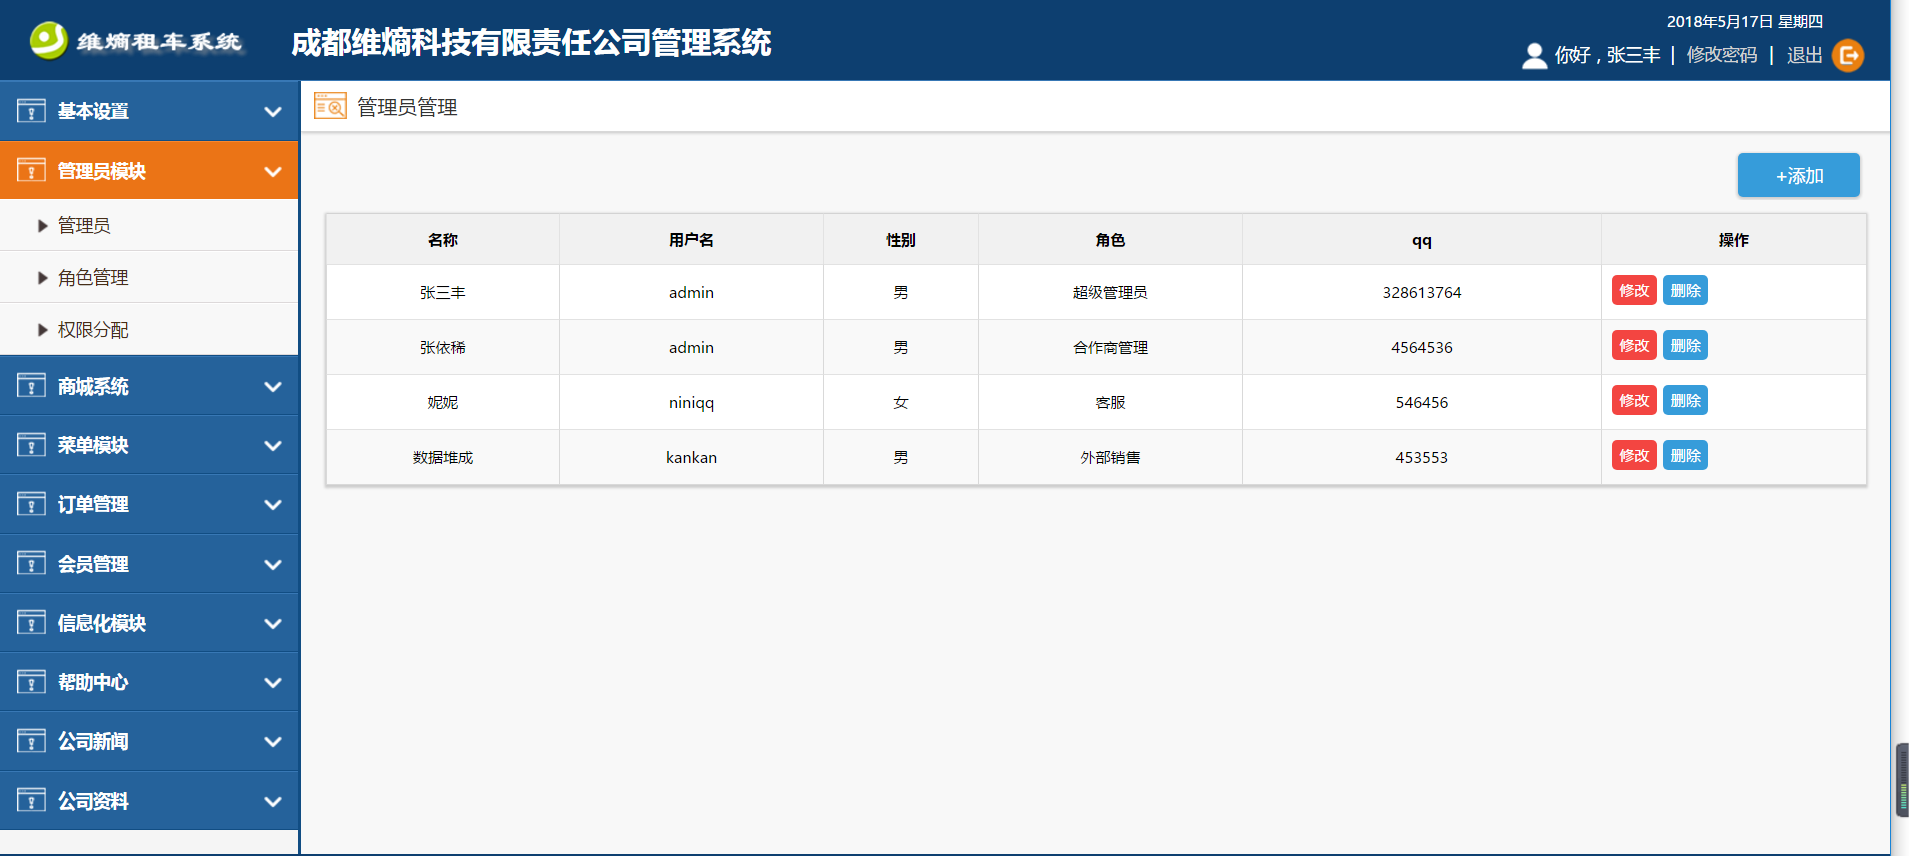 维熵租车系统
成都维熵科技有限责任公司管理系统
2018年5月17日 星期四
你好，张三丰 | 修改密码 | 退出
基本设置
管理员模块
管理员
角色管理
权限分配
商城系统
菜单模块
订单管理
会员管理
信息化模块
帮助中心
公司新闻
公司资料
管理员管理
+添加
名称 用户名 性别 角色 qq 操作
张三丰 admin 男 超级管理员 328613764 修改 删除
张依稀 admin 男 合作商管理 4564536 修改 删除
妮妮 niniqq 女 客服 546456 修改 删除
数据堆成 kankan 男 外部销售 453553 修改 删除